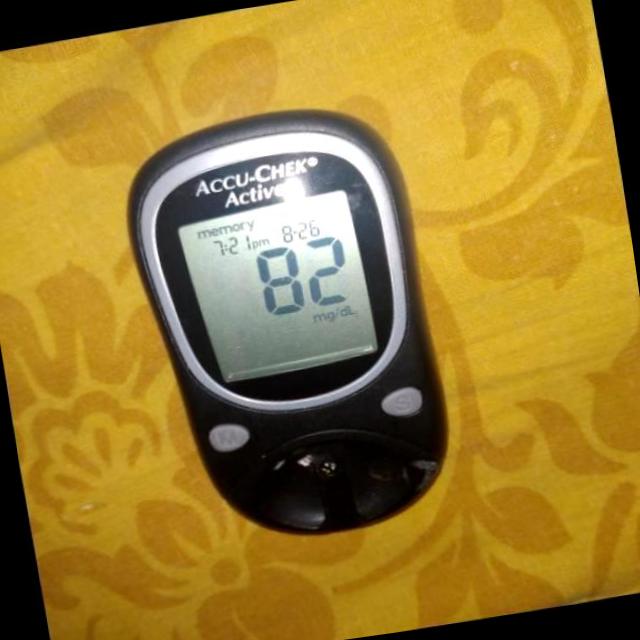 ACCU-CHEK®
Active
memory
7:21pm 8-26
82
mg/dL
M
S